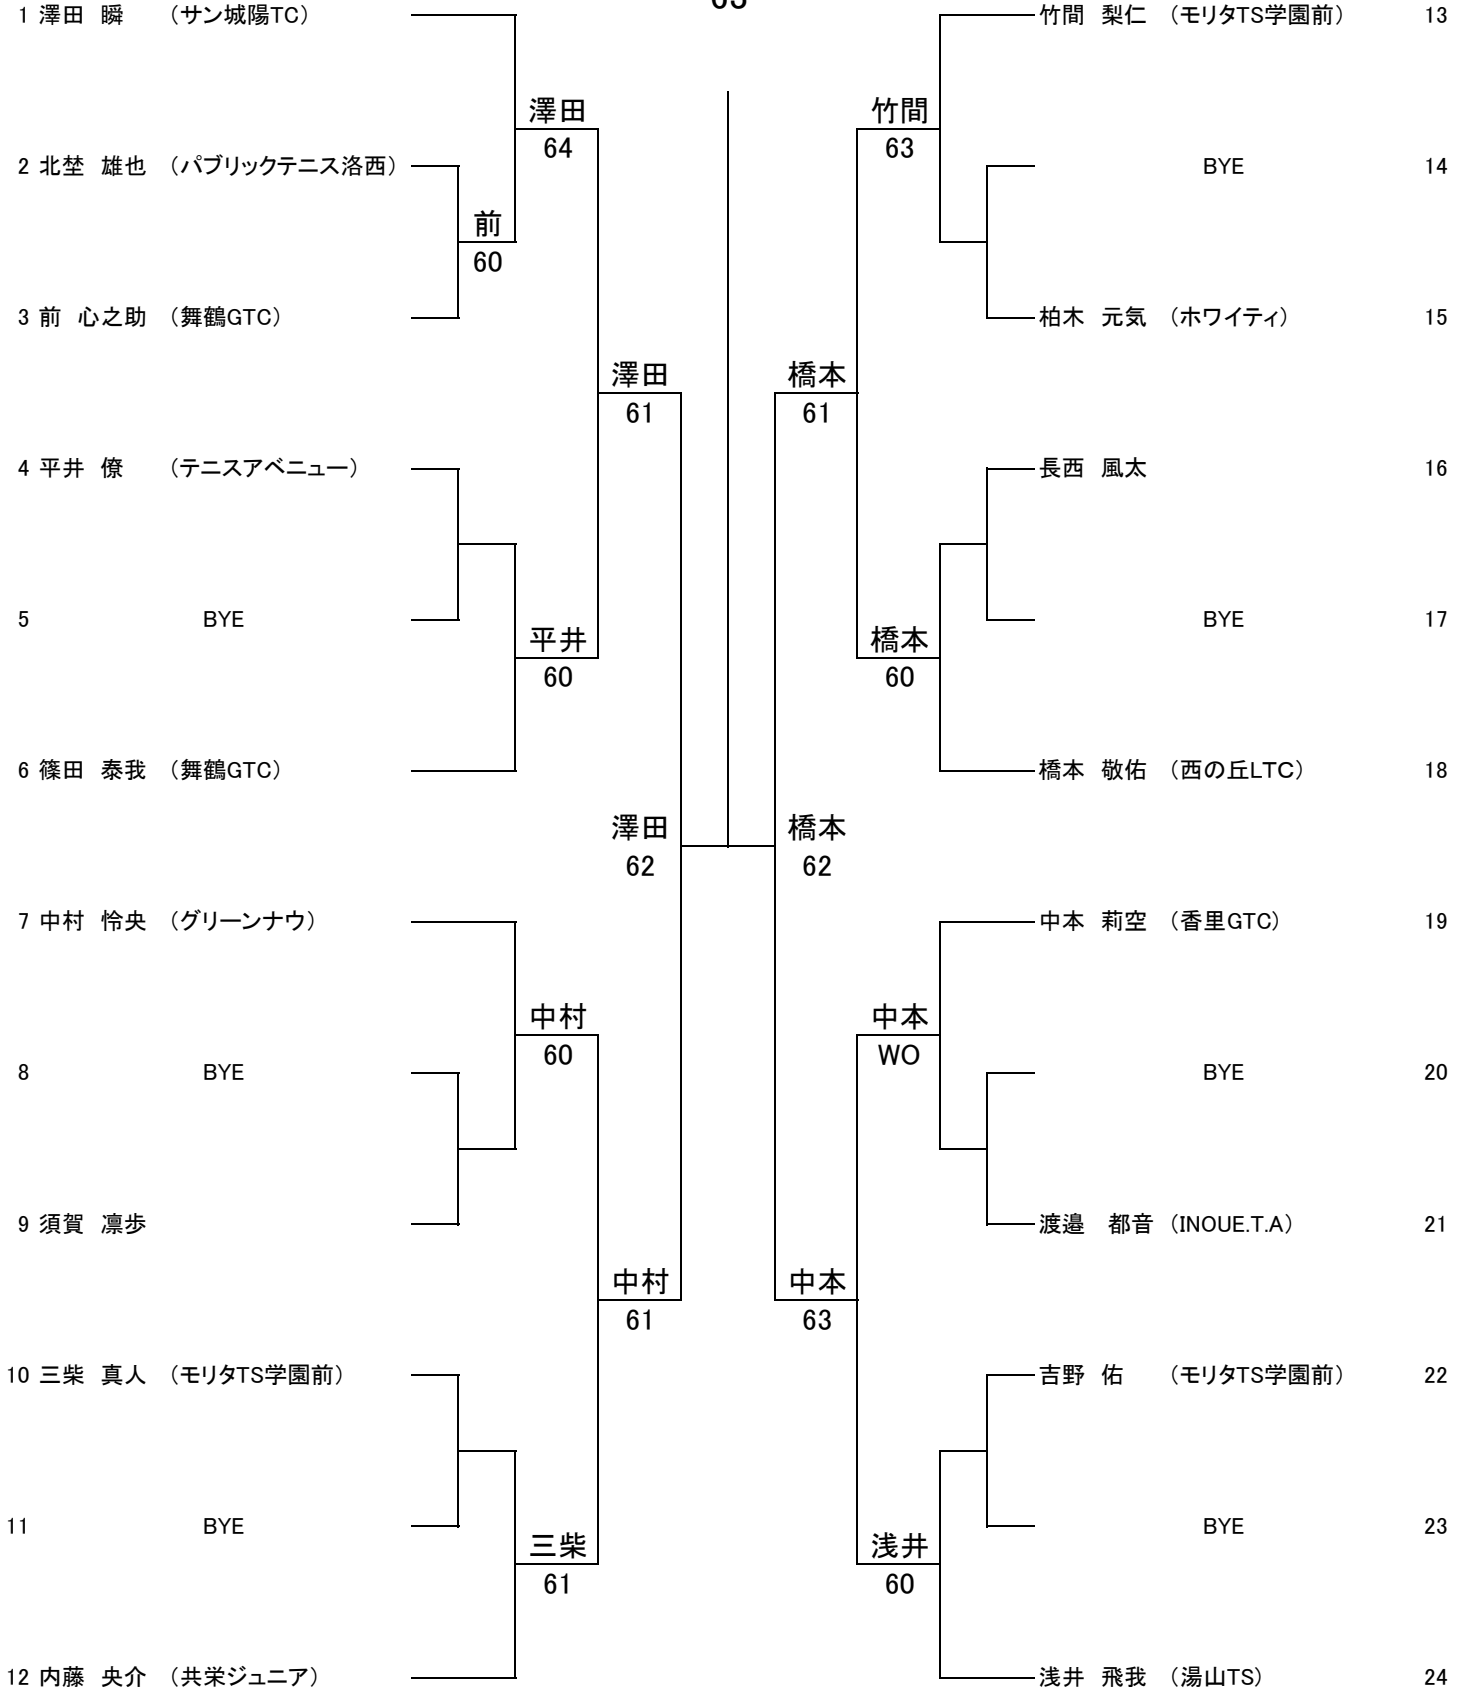 1 澤田 瞬 （サン城陽TC）
澤田
64
2 北埜 雄也 （パブリックテニス洛西）
前
60
3 前 心之助 （舞鶴GTC）
澤田
61
4 平井 僚 （テニスアベニュー）
5 BYE
平井
60
6 篠田 泰我 （舞鶴GTC）
澤田
62
7 中村 怜央 （グリーンナウ）
中村
60
8 BYE
9 須賀 凛歩
中村
61
10 三柴 真人 （モリタTS学園前）
11 BYE
三柴
61
12 内藤 央介 （共栄ジュニア）
竹間 梨仁 （モリタTS学園前） 13
竹間
63
BYE 14
柏木 元気 （ホワイティ） 15
橋本
61
長西 風太 16
BYE 17
橋本
60
橋本 敬佑 （西の丘LTC） 18
橋本
62
中本 莉空 （香里GTC） 19
中本
WO
BYE 20
渡邉 都音 （INOUE.T.A） 21
中本
63
吉野 佑 （モリタTS学園前） 22
BYE 23
浅井
60
浅井 飛我 （湯山TS） 24